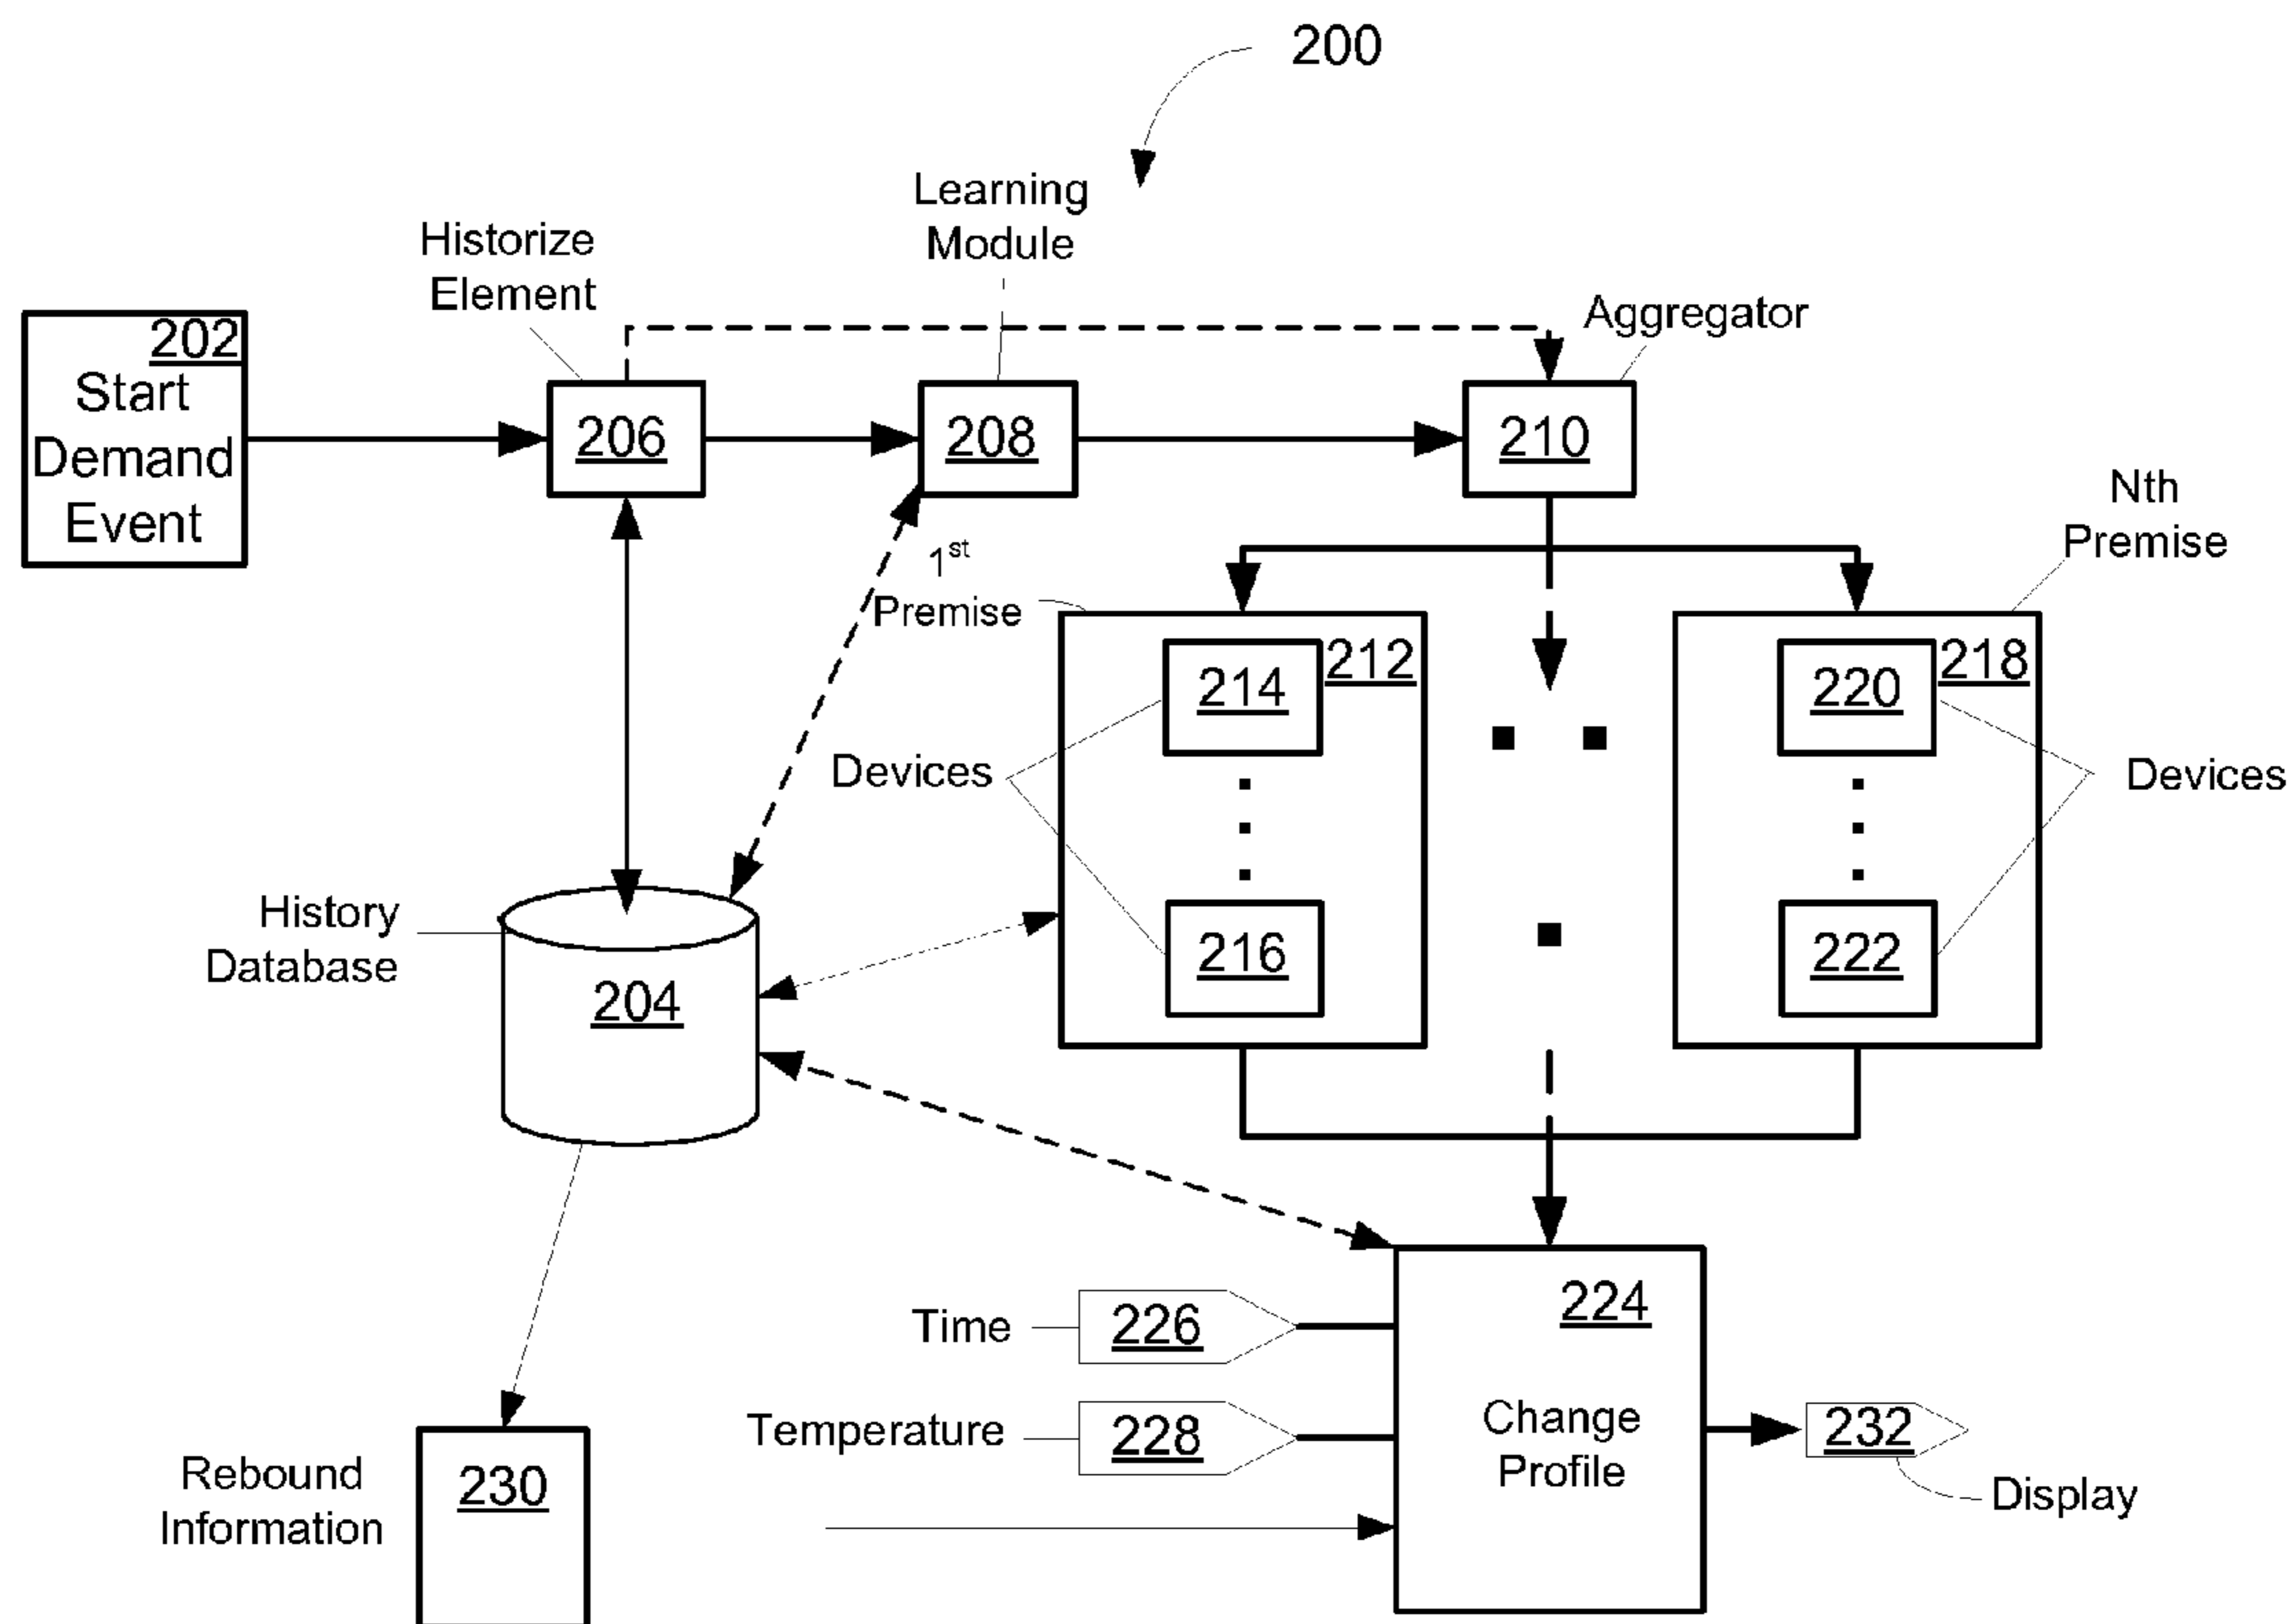 200
Learning
Module
Historize
Element
Aggregator
202
Start
Demand
Event
206
208
210
Nth
Premise
1st
Premise
212
214
218
220
Devices
Devices
216
222
History
Database
204
224
Time
226
Temperature
228
Change
Profile
232
Display
Rebound
Information
230